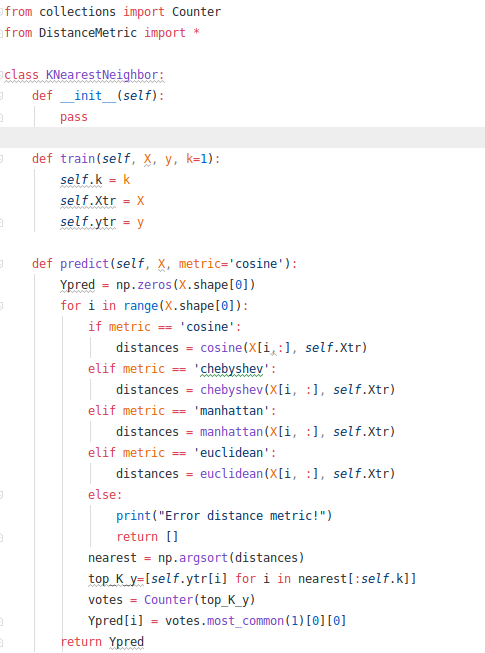 from collections import Counter
from DistanceMetric import *

class KNearestNeighbor:
    def __init__(self):
        pass

    def train(self, X, y, k=1):
        self.k = k
        self.Xtr = X
        self.ytr = y

    def predict(self, X, metric='cosine'):
        Ypred = np.zeros(X.shape[0])
        for i in range(X.shape[0]):
            if metric == 'cosine':
                distances = cosine(X[i,:], self.Xtr)
            elif metric == 'chebyshev':
                distances = chebyshev(X[i, :], self.Xtr)
            elif metric == 'manhattan':
                distances = manhattan(X[i, :], self.Xtr)
            elif metric == 'euclidean':
                distances = euclidean(X[i, :], self.Xtr)
            else:
                print("Error distance metric!")
                return []
            nearest = np.argsort(distances)
            top_K_y=[self.ytr[i] for i in nearest[:self.k]]
            votes = Counter(top_K_y)
            Ypred[i] = votes.most_common(1)[0][0]
        return Ypred